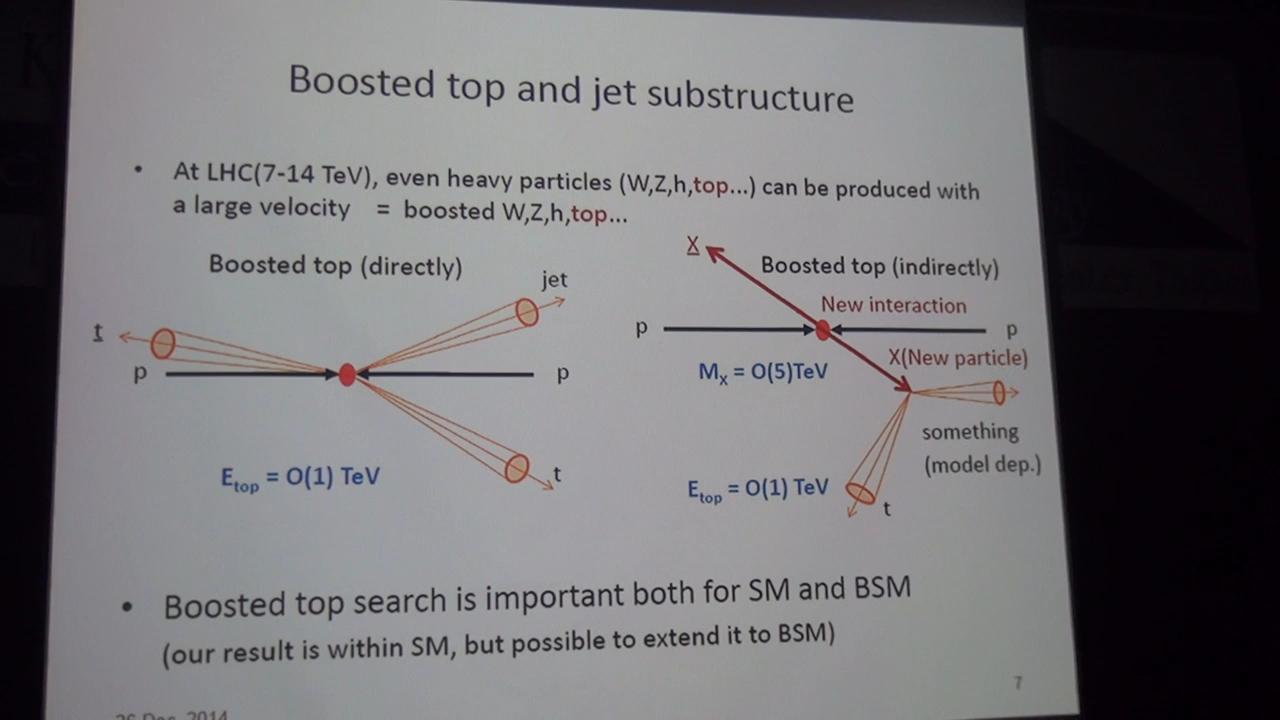 Boosted top and jet substructure
• At LHC(7-14 TeV), even heavy particles (W,Z,h,top...) can be produced with
a large velocity = boosted W,Z,h,top...
Boosted top (directly)
jet
t
p
p
t
E_top = O(1) TeV
X
Boosted top (indirectly)
New interaction
p
p
X(New particle)
M_X = O(5)TeV
something
(model dep.)
E_top = O(1) TeV
t
• Boosted top search is important both for SM and BSM
(our result is within SM, but possible to extend it to BSM)
7
26 Dec. 2014